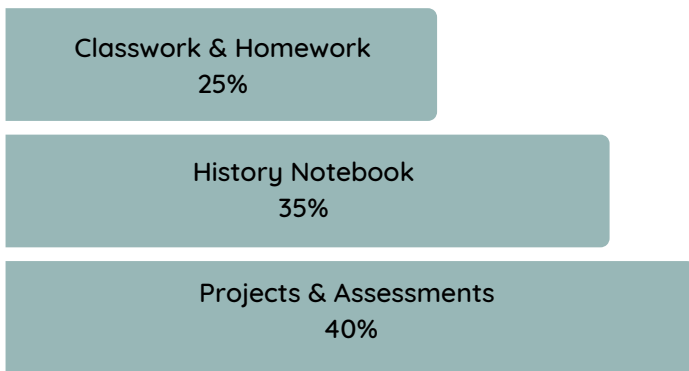 Classwork & Homework
25%
History Notebook
35%
Projects & Assessments
40%